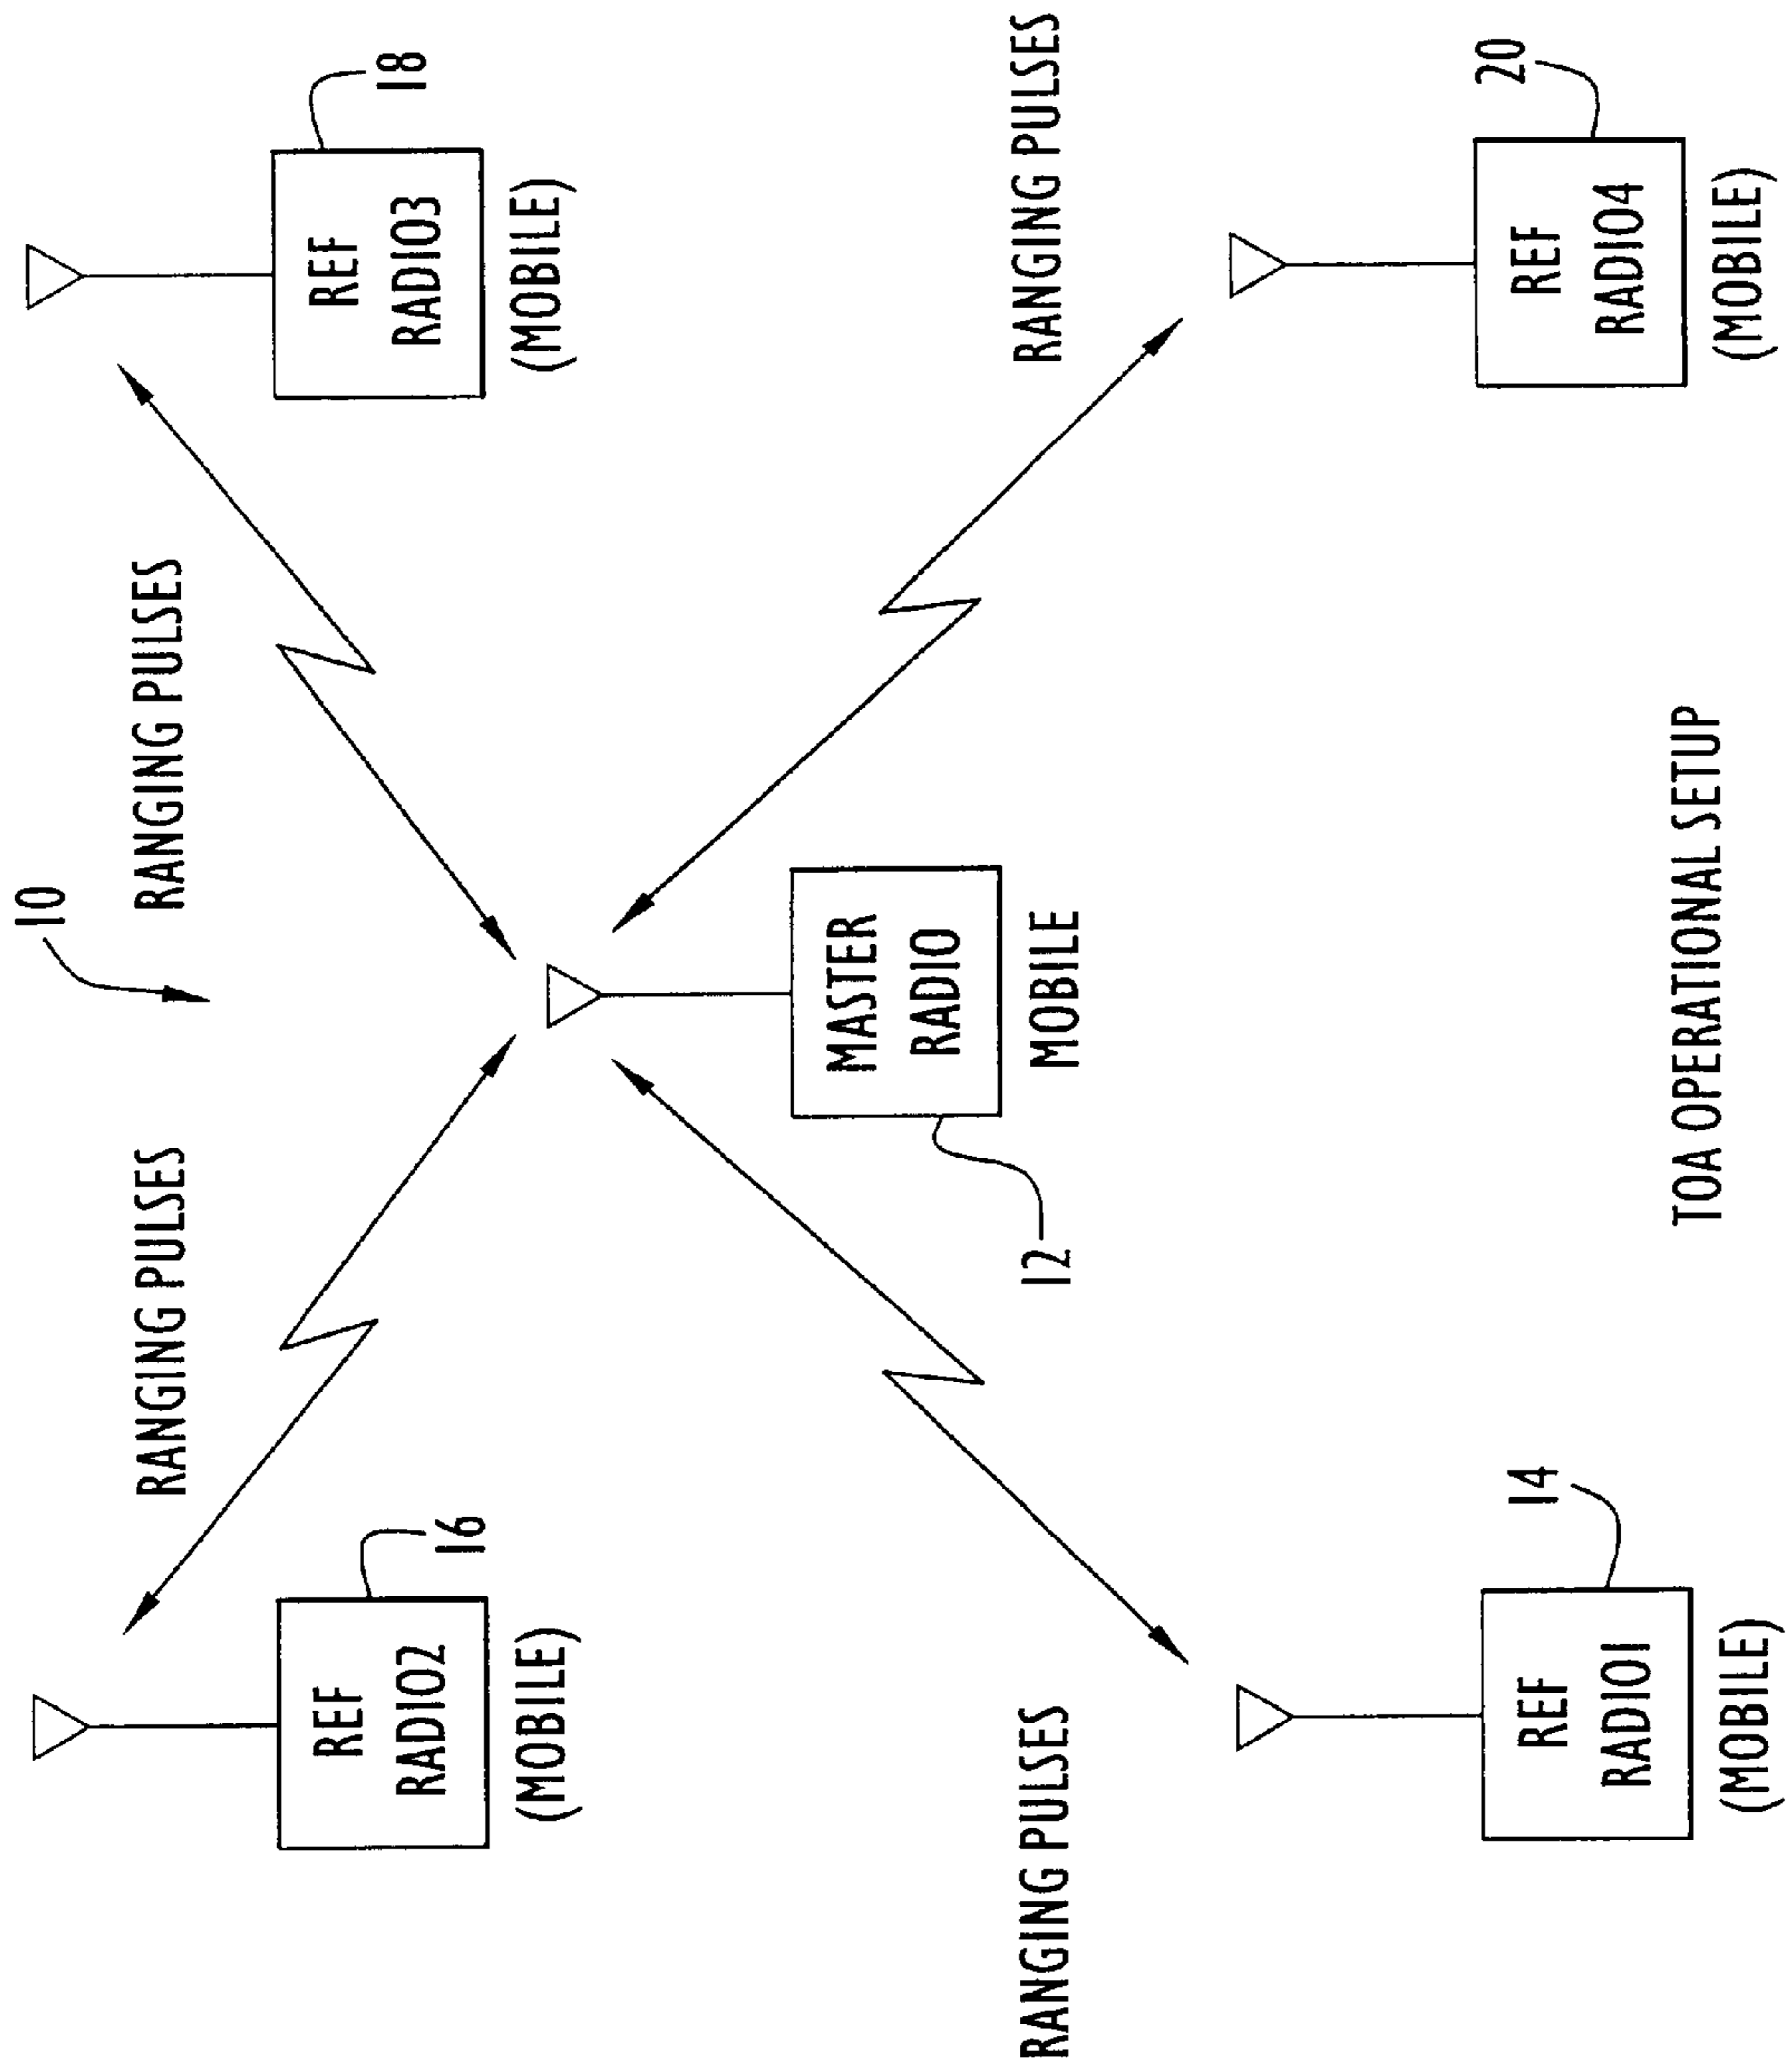 10
RANGING PULSES
RANGING PULSES
REF
RADIO2
(MOBILE)
16
REF
RADIO3
(MOBILE)
18
MASTER
RADIO
MOBILE
12
RANGING PULSES
RANGING PULSES
REF
RADIO1
(MOBILE)
14
REF
RADIO4
(MOBILE)
20
TOA OPERATIONAL SETUP